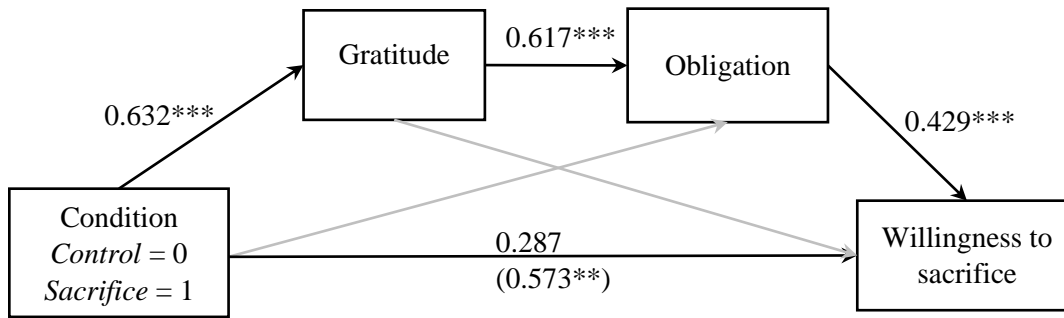 0.617***
Gratitude
Obligation
0.632***
0.429***
Condition
Control = 0
Sacrifice = 1
0.287
(0.573**)
Willingness to
sacrifice